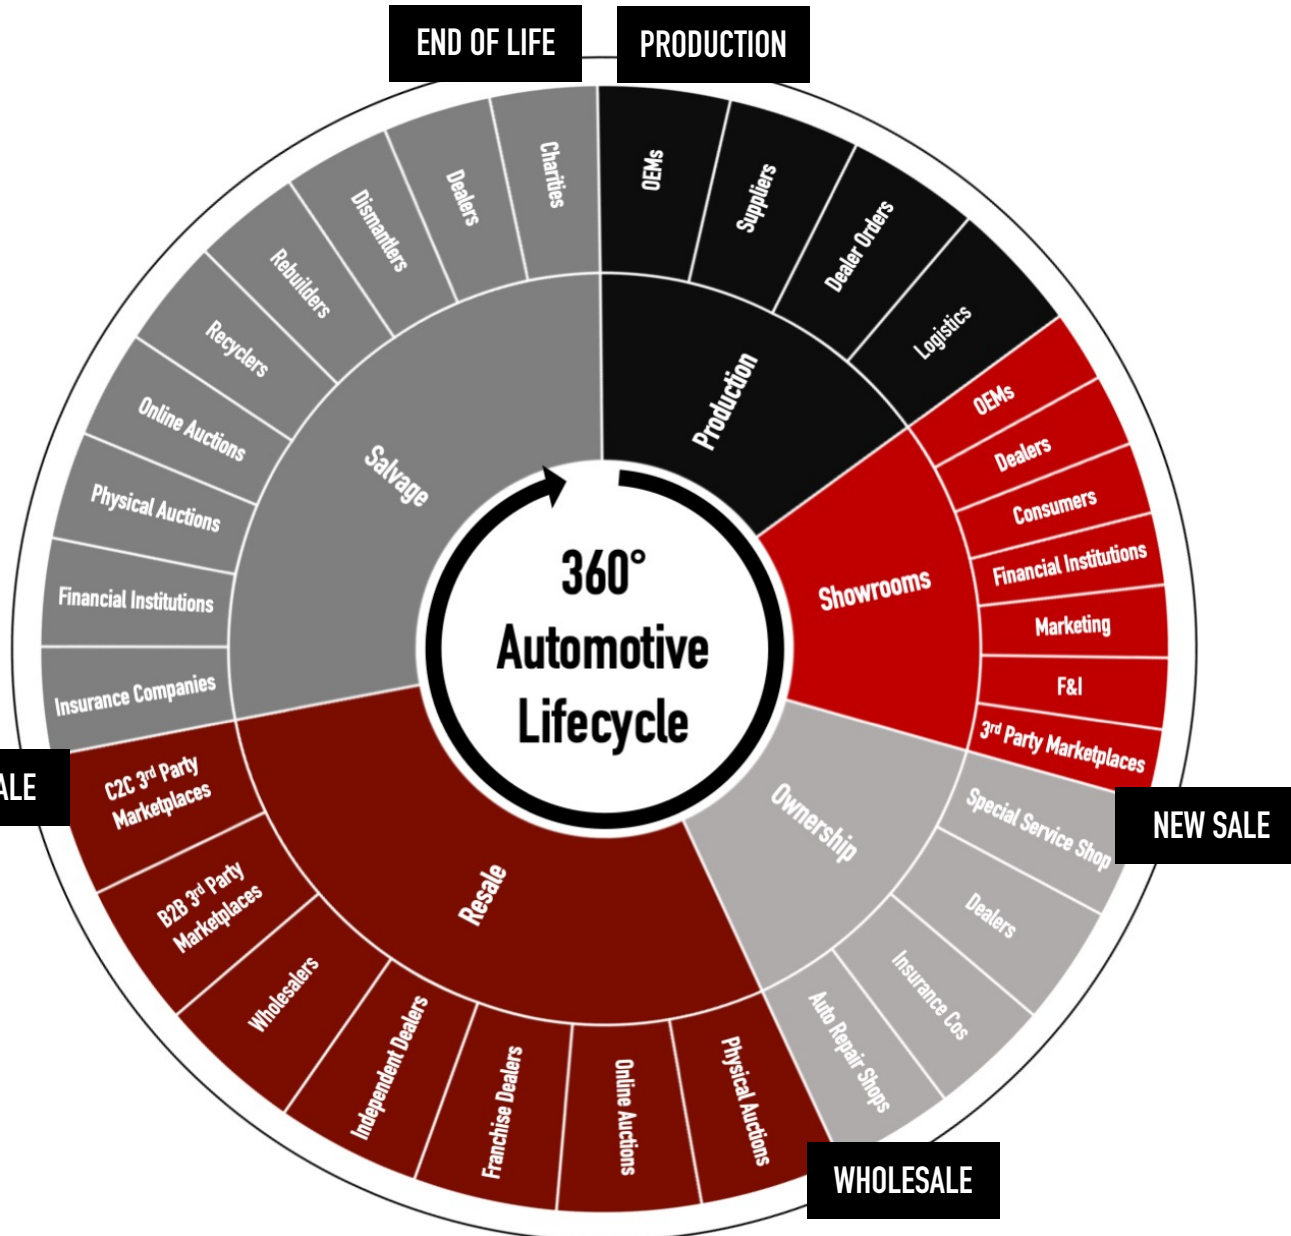 END OF LIFE
PRODUCTION
OEMs
Suppliers
Dealer Orders
Logistics
Production
OEMs
Dealers
Consumers
Financial Institutions
Marketing
F&I
3rd Party Marketplaces
Showrooms
NEW SALE
Special Service Shop
Dealers
Insurance Cos
Auto Repair Shops
Ownership
WHOLESALE
Physical Auctions
Online Auctions
Franchise Dealers
Independent Dealers
Wholesalers
B2B 3rd Party
Marketplaces
C2C 3rd Party
Marketplaces
Resale
Insurance Companies
Financial Institutions
Physical Auctions
Online Auctions
Recyclers
Rebuilders
Dismantlers
Dealers
Charities
Salvage
360°
Automotive
Lifecycle